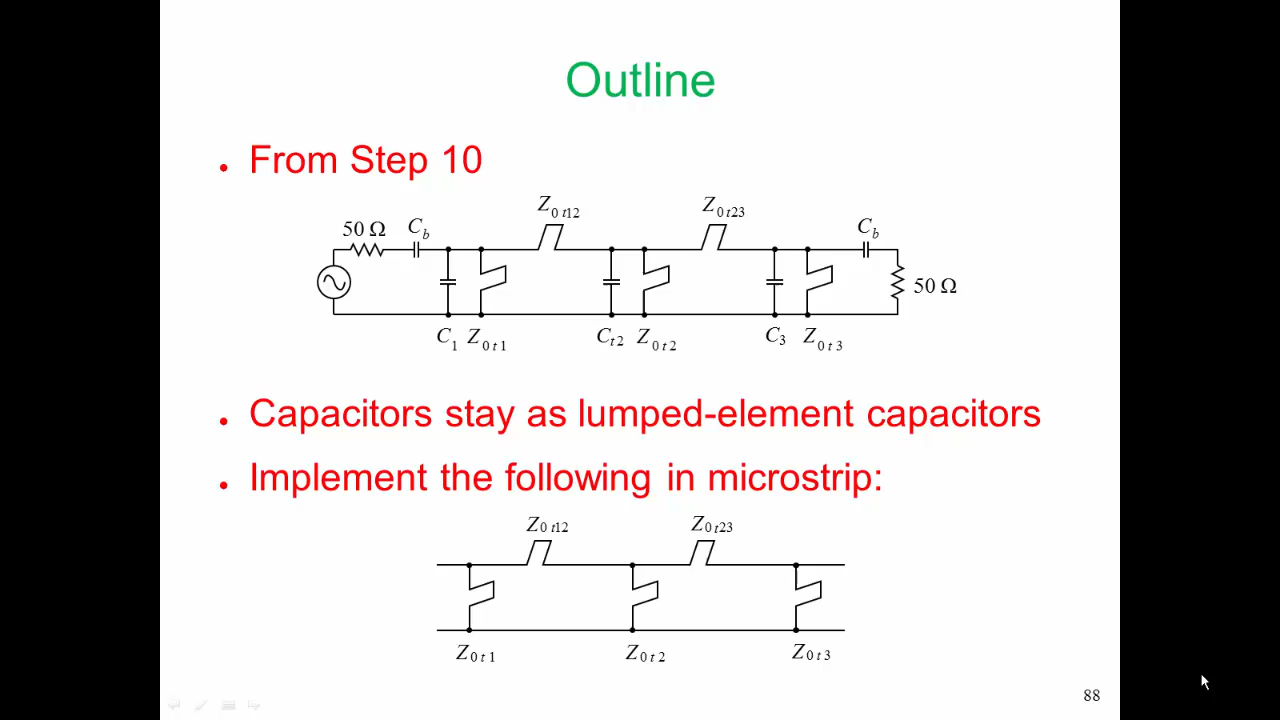 Outline
• From Step 10
Z0 t12 Z0 t23
50 Ω Cb Cb
50 Ω
C1 Z0 t1 Ct2 Z0 t2 C3 Z0 t3
• Capacitors stay as lumped-element capacitors
• Implement the following in microstrip:
Z0 t12 Z0 t23
Z0 t1 Z0 t2 Z0 t3
88